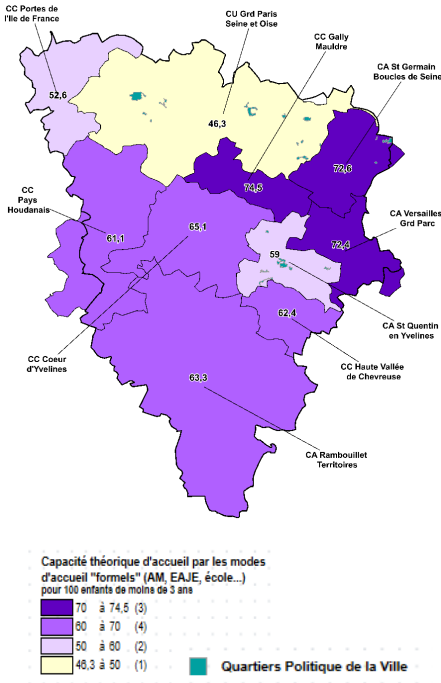 CC Portes de
l'Ile de France
CU Grd Paris
Seine et Oise
CC Gally
Mauldre
CA St Germain
Boucles de Seine
52,6
46,3
72,6
74,5
CC
Pays
Houdanais
61,1
65,1
CA Versailles
Grd Parc
72,4
59
62,4
CA St Quentin
en Yvelines
CC Coeur
d'Yvelines
CC Haute Vallée
de Chevreuse
63,3
CA Rambouillet
Territoires
Capacité théorique d'accueil par les modes
d'accueil "formels" (AM, EAJE, école...)
pour 100 enfants de moins de 3 ans
70 à 74,5 (3)
60 à 70 (4)
50 à 60 (2)
46,3 à 50 (1)
Quartiers Politique de la Ville